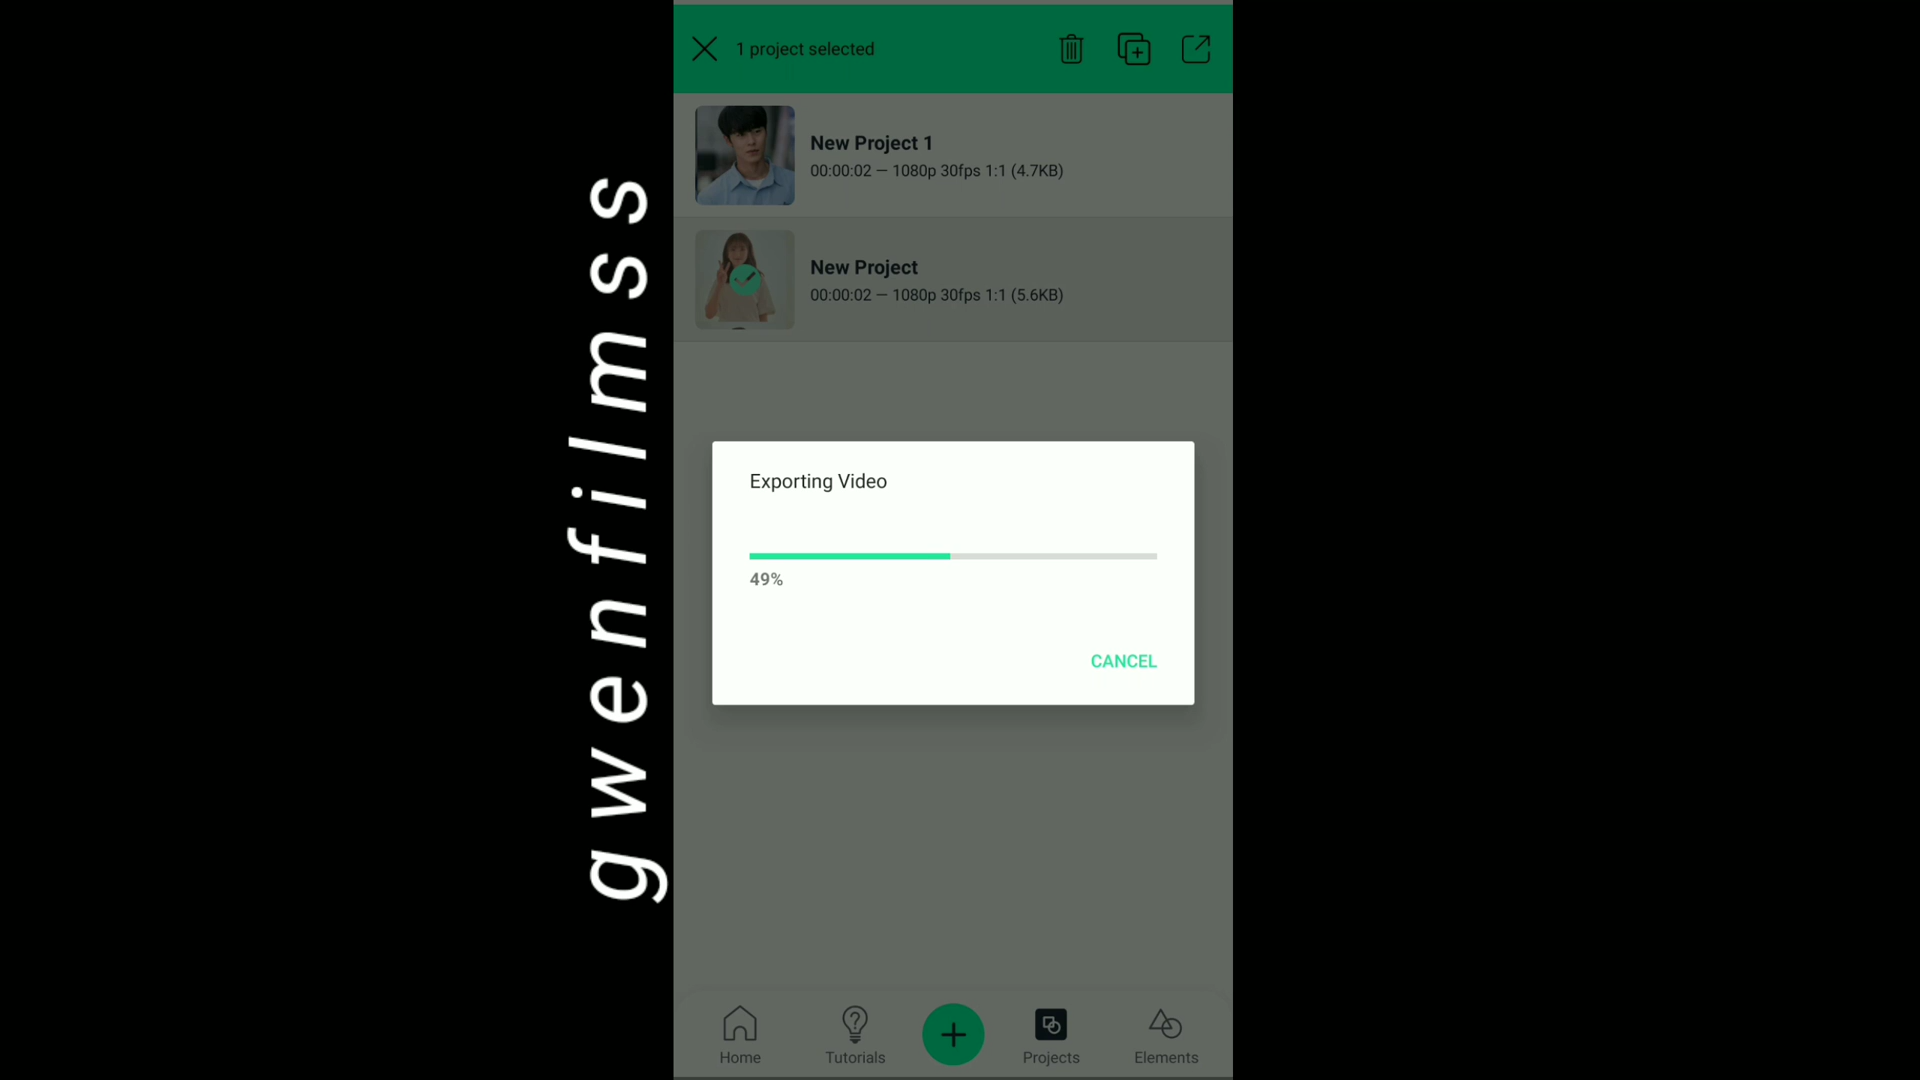 1 project selected
New Project 1
00:00:02 — 1080p 30fps 1:1 (4.7KB)
New Project
00:00:02 — 1080p 30fps 1:1 (5.6KB)
gwenfilmss
Exporting Video
49%
CANCEL
Home
Tutorials
Projects
Elements